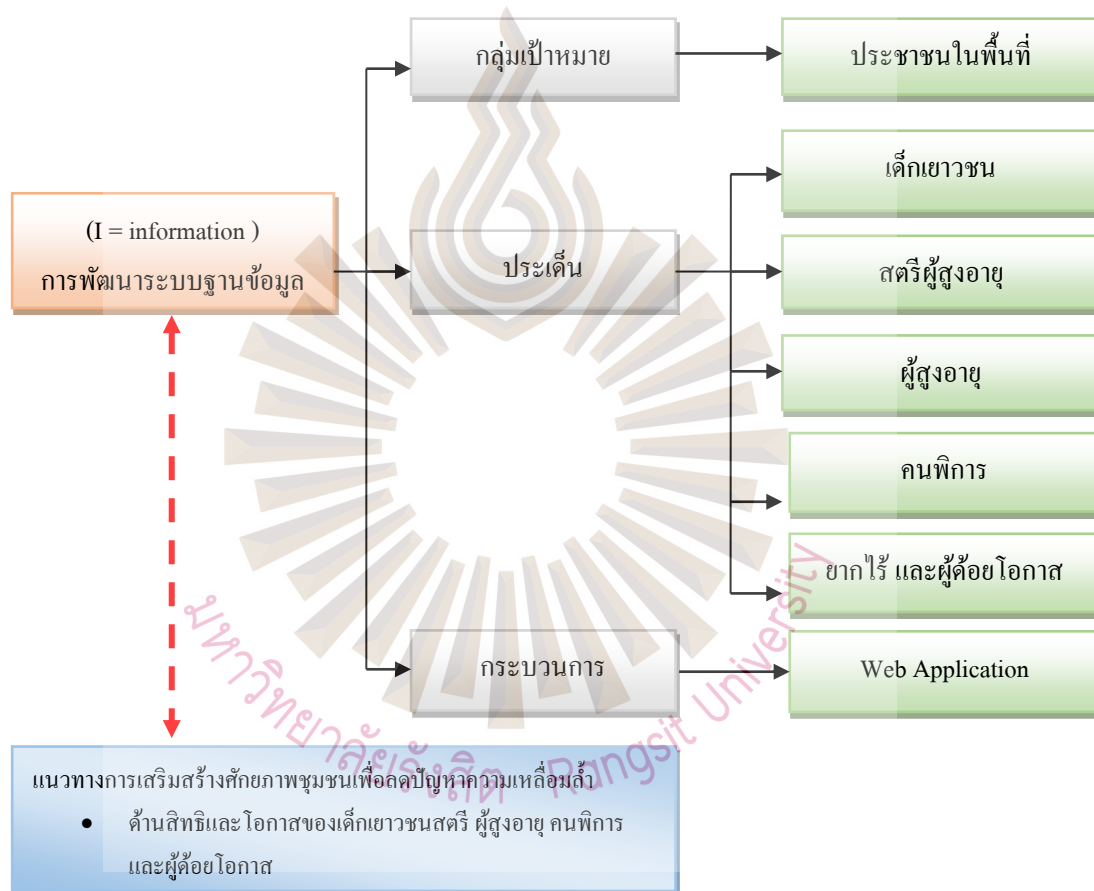 กลุ่มเป้าหมาย
ประชาชนในพื้นที่
(I = information )
การพัฒนาระบบฐานข้อมูล
ประเด็น
เด็กเยาวชน
สตรีผู้สูงอายุ
ผู้สูงอายุ
คนพิการ
ยากไร้ และผู้ด้อยโอกาส
กระบวนการ
Web Application
แนวทางการเสริมสร้างศักยภาพชุมชนเพื่อลดปัญหาความเหลื่อมล้ำ
• ด้านสิทธิและโอกาสของเด็กเยาวชนสตรี ผู้สูงอายุ คนพิการ
และผู้ด้อยโอกาส
มหาวิทยาลัยรังสิต Rangsit University